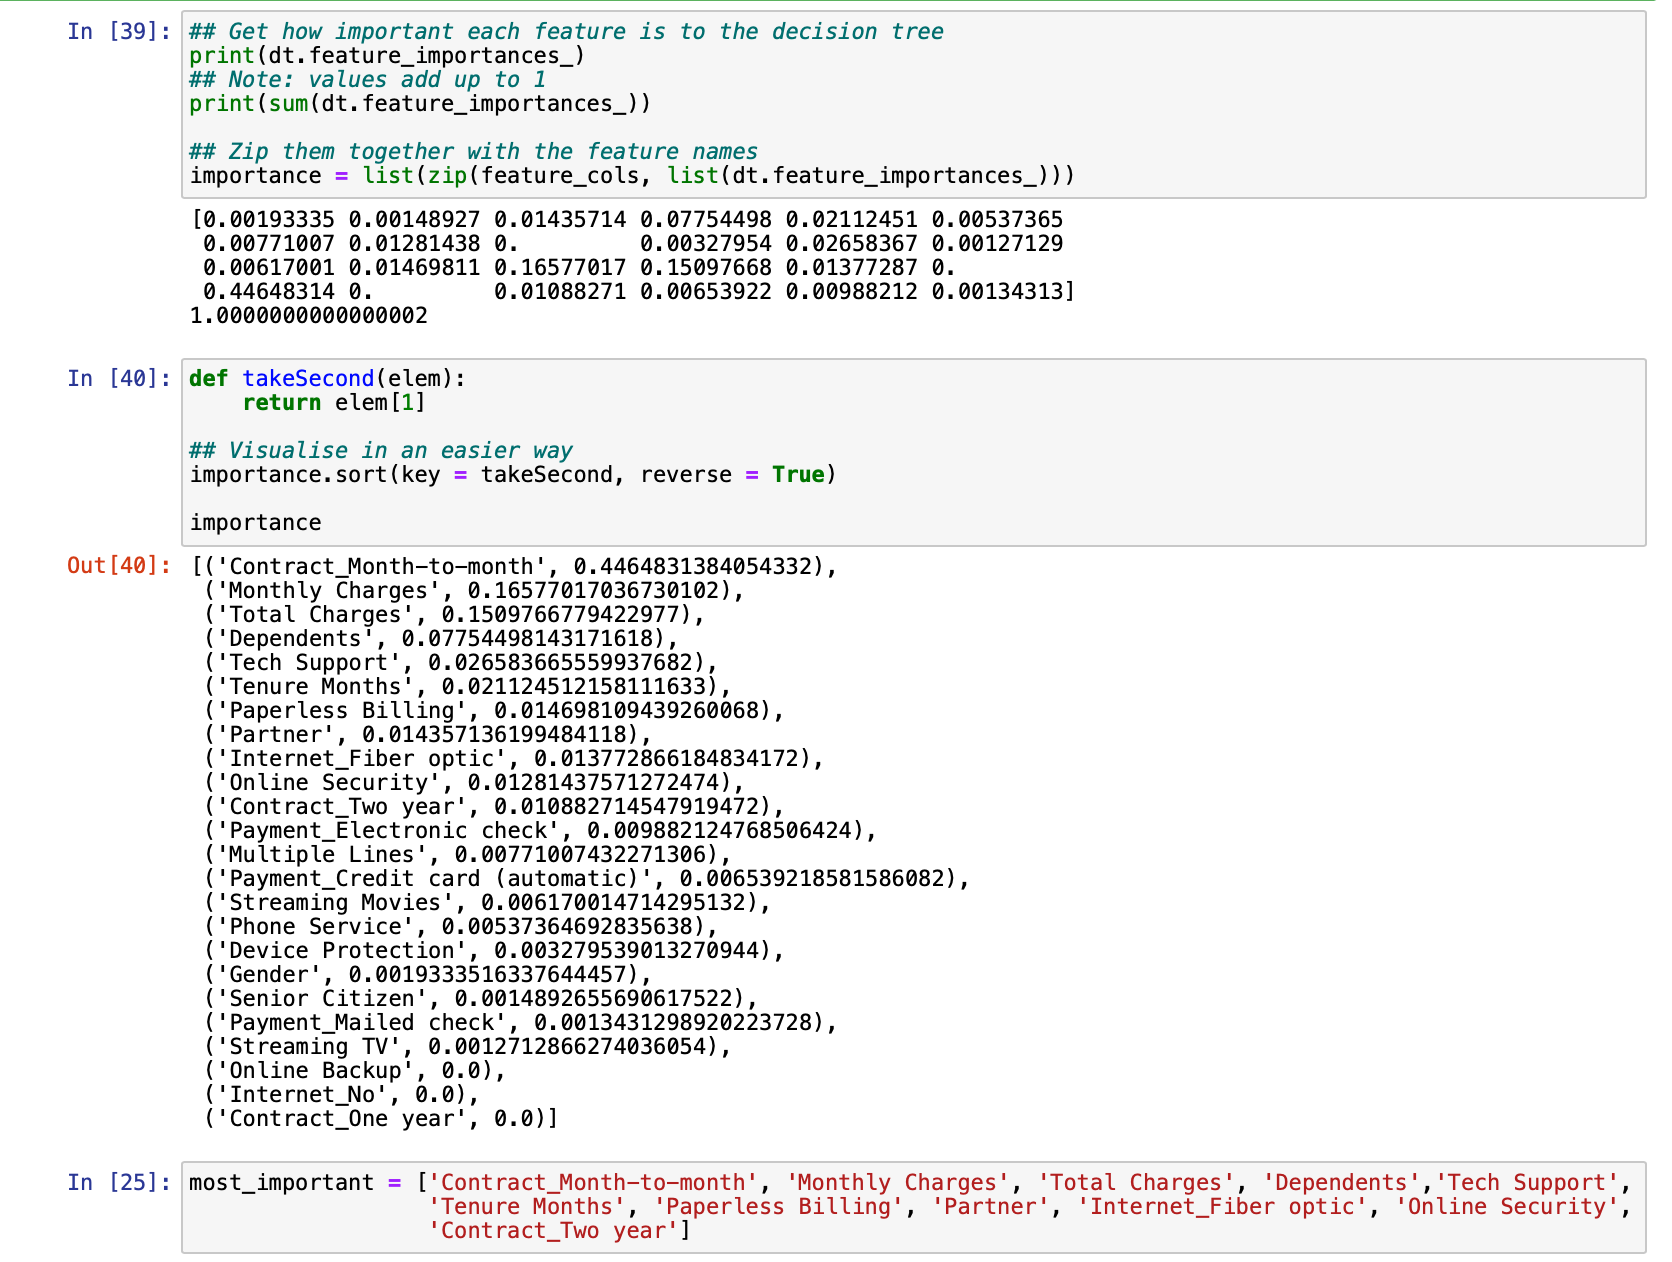 In [39]: ## Get how important each feature is to the decision tree
print(dt.feature_importances_)
## Note: values add up to 1
print(sum(dt.feature_importances_))
## Zip them together with the feature names
importance = list(zip(feature_cols, list(dt.feature_importances_)))
[0.00193335 0.00148927 0.01435714 0.07754498 0.02112451 0.00537365
0.00771007 0.01281438 0. 0.00327954 0.02658367 0.00127129
0.00617001 0.01469811 0.16577017 0.15097668 0.01377287 0.
0.44648314 0. 0.01088271 0.00653922 0.00988212 0.00134313]
1.0000000000000002
In [40]: def takeSecond(elem):
return elem[1]
## Visualise in an easier way
importance.sort(key = takeSecond, reverse = True)
importance
Out[40]: [('Contract_Month-to-month', 0.4464831384054332),
('Monthly Charges', 0.16577017036730102),
('Total Charges', 0.1509766779422977),
('Dependents', 0.07754498143171618),
('Tech Support', 0.026583665559937682),
('Tenure Months', 0.021124512158111633),
('Paperless Billing', 0.014698109439260068),
('Partner', 0.014357136199484118),
('Internet_Fiber optic', 0.013772866184834172),
('Online Security', 0.01281437571272474),
('Contract_Two year', 0.010882714547919472),
('Payment_Electronic check', 0.009882124768506424),
('Multiple Lines', 0.00771007432271306),
('Payment_Credit card (automatic)', 0.006539218581586082),
('Streaming Movies', 0.006170014714295132),
('Phone Service', 0.00537364692835638),
('Device Protection', 0.003279539013270944),
('Gender', 0.0019333516337644457),
('Senior Citizen', 0.0014892655690617522),
('Payment_Mailed check', 0.0013431298920223728),
('Streaming TV', 0.0012712866274036054),
('Online Backup', 0.0),
('Internet_No', 0.0),
('Contract_One year', 0.0)]
In [25]: most_important = ['Contract_Month-to-month', 'Monthly Charges', 'Total Charges', 'Dependents','Tech Support',
'Tenure Months', 'Paperless Billing', 'Partner', 'Internet_Fiber optic', 'Online Security',
'Contract_Two year']